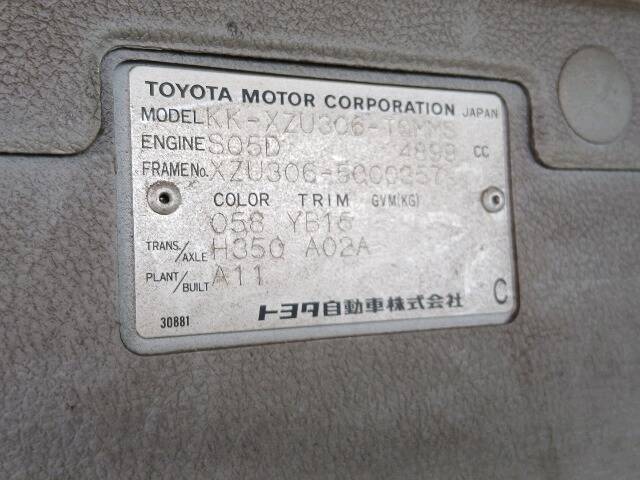 TOYOTA MOTOR CORPORATION JAPAN
MODEL KK-XZU306-TQMMS
ENGINE S05D 4899 CC
FRAME No.
COLOR TRIM GVM(KG)
058 YB16
TRANS/AXLE H350 A02A
PLANT/BUILT A11
トヨタ自動車株式会社 C
30881